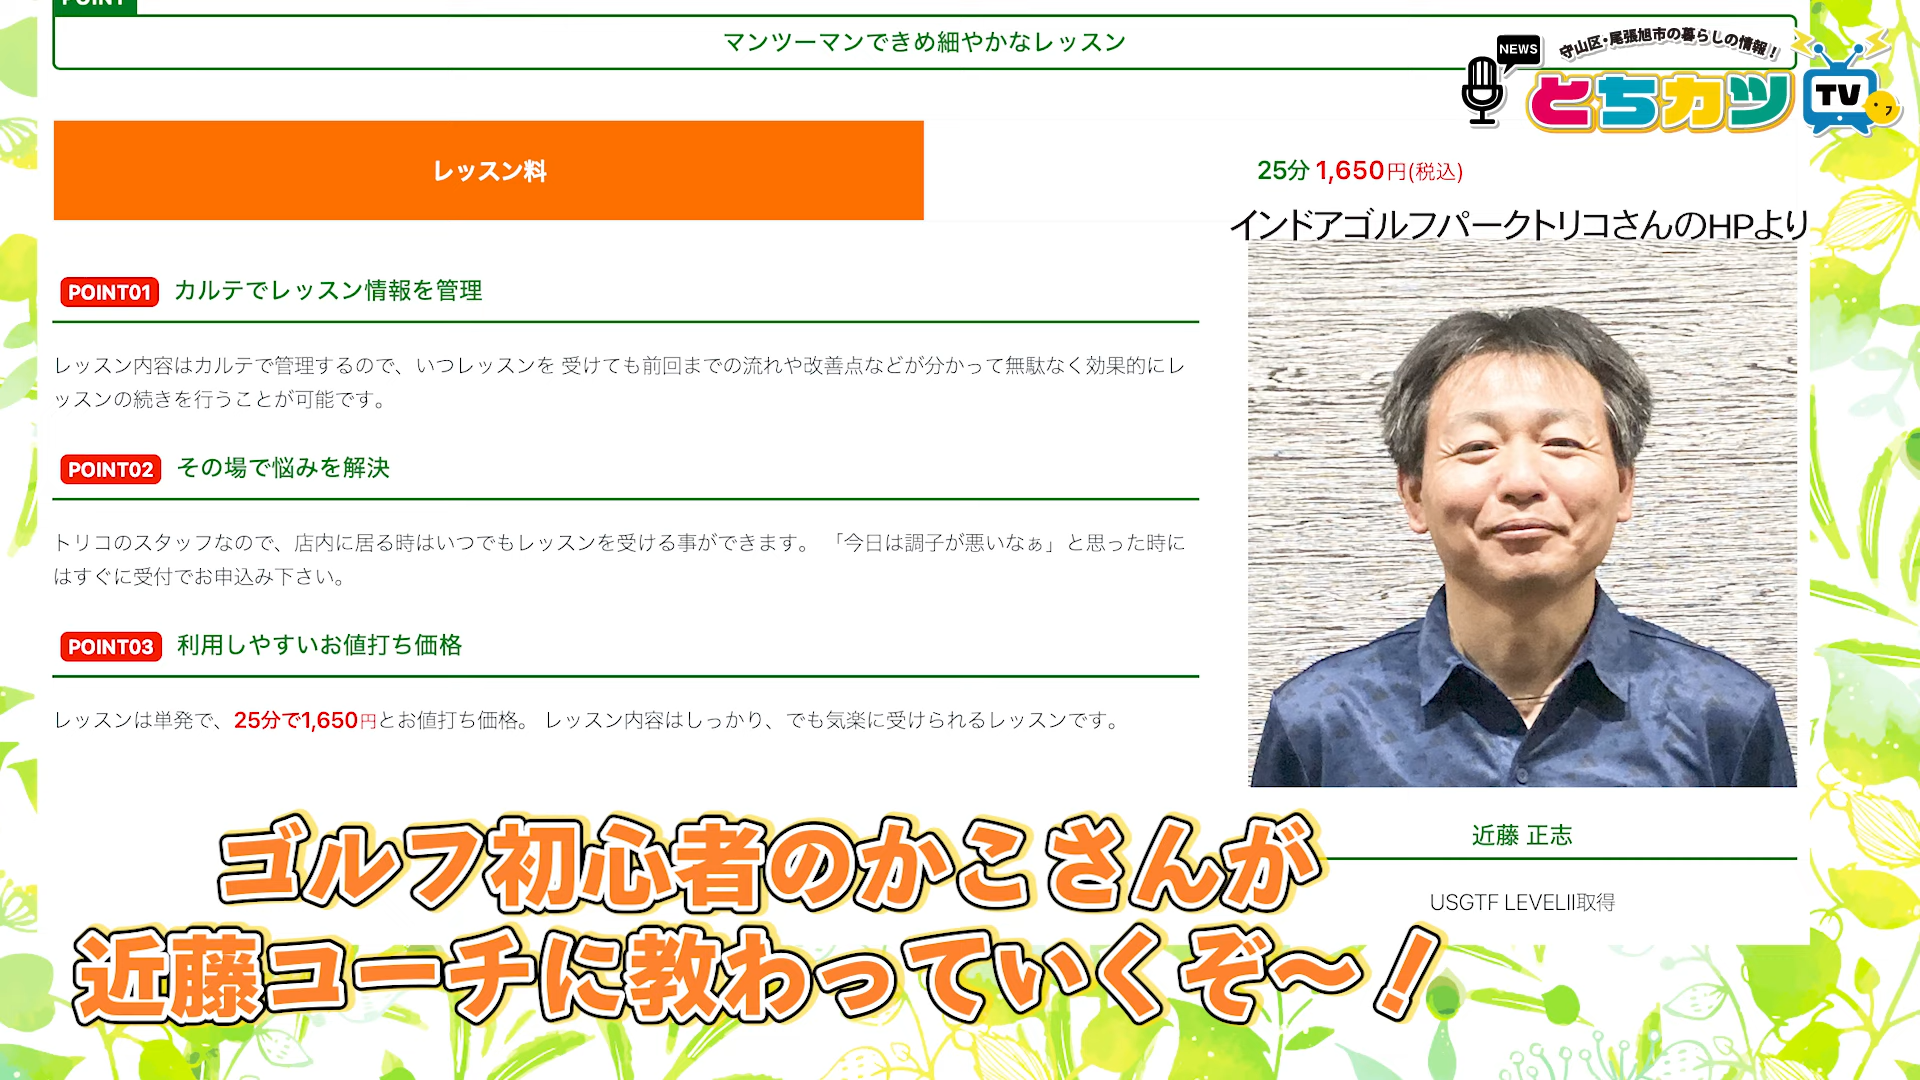 POINT
マンツーマンできめ細やかなレッスン
NEWS
守山区・尾張旭市の暮らしの情報！
とちカツ
TV
レッスン料
25分 1,650円(税込)
インドアゴルフパークトリコさんのHPより
POINT01 カルテでレッスン情報を管理
レッスン内容はカルテで管理するので、いつレッスンを 受けても前回までの流れや改善点などが分かって無駄なく効果的にレ
ッスンの続きを行うことが可能です。
POINT02 その場で悩みを解決
トリコのスタッフなので、店内に居る時はいつでもレッスンを受ける事ができます。 「今日は調子が悪いなぁ」と思った時に
はすぐに受付でお申込み下さい。
POINT03 利用しやすいお値打ち価格
レッスンは単発で、25分で1,650円とお値打ち価格。 レッスン内容はしっかり、でも気楽に受けられるレッスンです。
近藤 正志
USGTF LEVELII取得
ゴルフ初心者のかこさんが
近藤コーチに教わっていくぞ～！